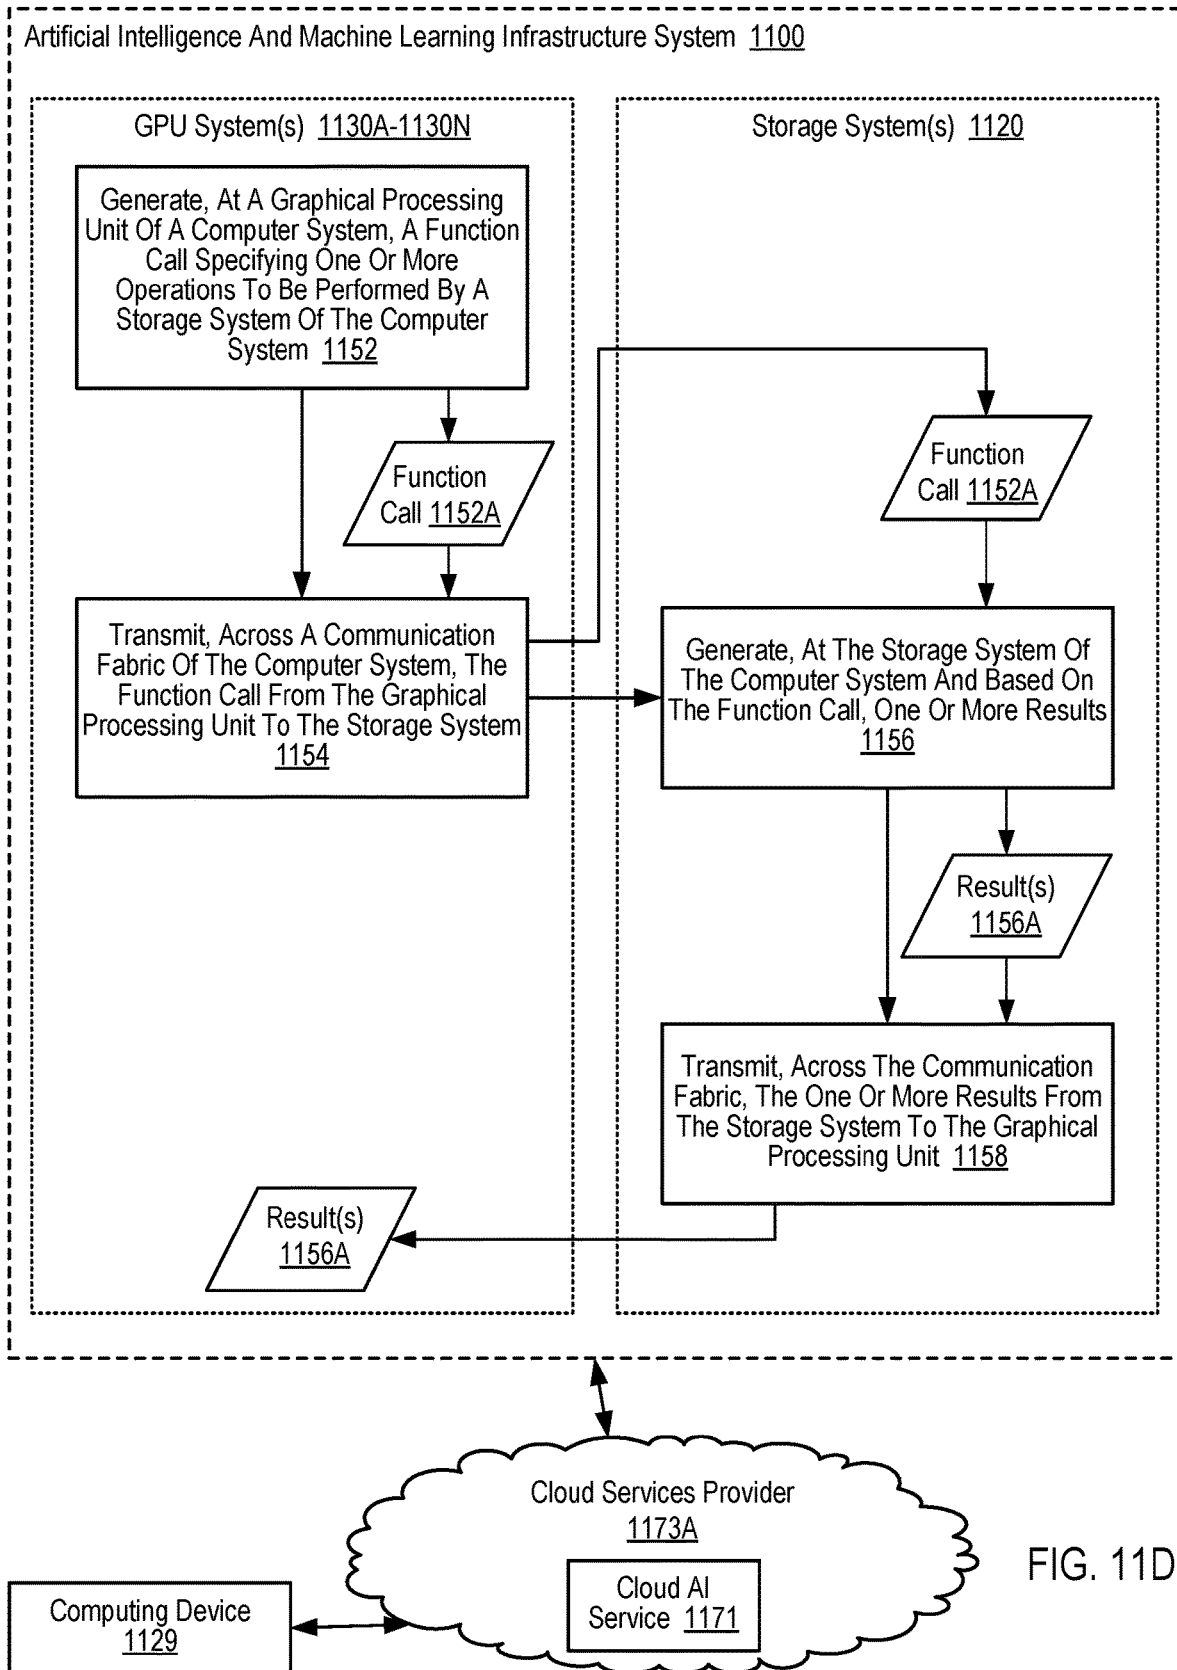 Artificial Intelligence And Machine Learning Infrastructure System 1100
GPU System(s) 1130A-1130N
Storage System(s) 1120
Generate, At A Graphical Processing
Unit Of A Computer System, A Function
Call Specifying One Or More
Operations To Be Performed By A
Storage System Of The Computer
System 1152
Function
Call 1152A
Function
Call 1152A
Transmit, Across A Communication
Fabric Of The Computer System, The
Function Call From The Graphical
Processing Unit To The Storage System
1154
Generate, At The Storage System Of
The Computer System And Based On
The Function Call, One Or More Results
1156
Result(s)
1156A
Transmit, Across The Communication
Fabric, The One Or More Results From
The Storage System To The Graphical
Processing Unit 1158
Result(s)
1156A
Cloud Services Provider
1173A
Cloud AI
Service 1171
Computing Device
1129
FIG. 11D